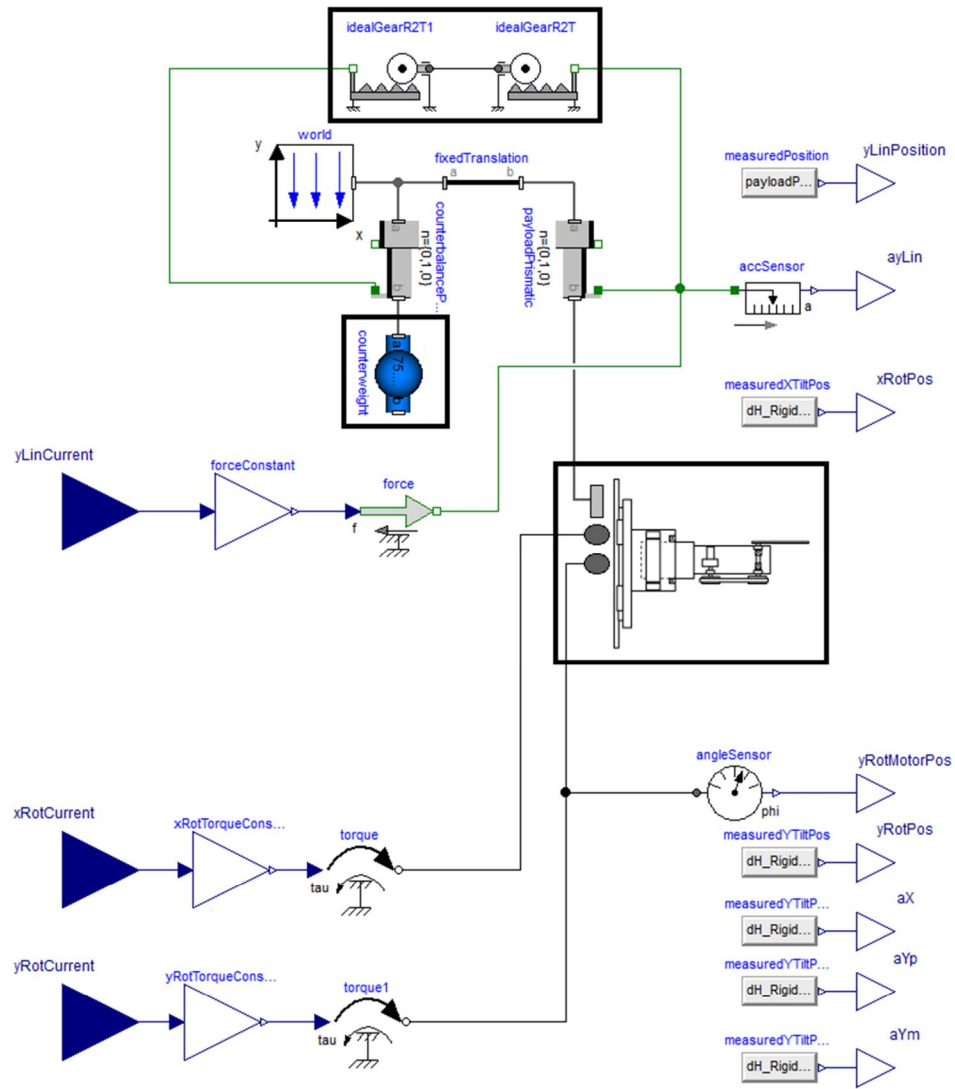 idealGearR2T1
idealGearR2T
world
y
x
fixedTranslation
a
b
measuredPosition
payloadP...
yLinPosition
a
b
n={0,1,0}
counterbalanceP...
payloadPrismatic
n={0,1,0}
a
b
accSensor
a
ayLin
counterweight
a
75....
b
measuredXTiltPos
dH_Rigid...
xRotPos
yLinCurrent
forceConstant
force
f
angleSensor
phi
yRotMotorPos
xRotCurrent
xRotTorqueCons...
torque
tau
measuredYTiltPos
dH_Rigid...
yRotPos
measuredYTiltP...
dH_Rigid...
aX
yRotCurrent
yRotTorqueCons...
torque1
tau
measuredYTiltP...
dH_Rigid...
aYp
measuredYTiltP...
dH_Rigid...
aYm